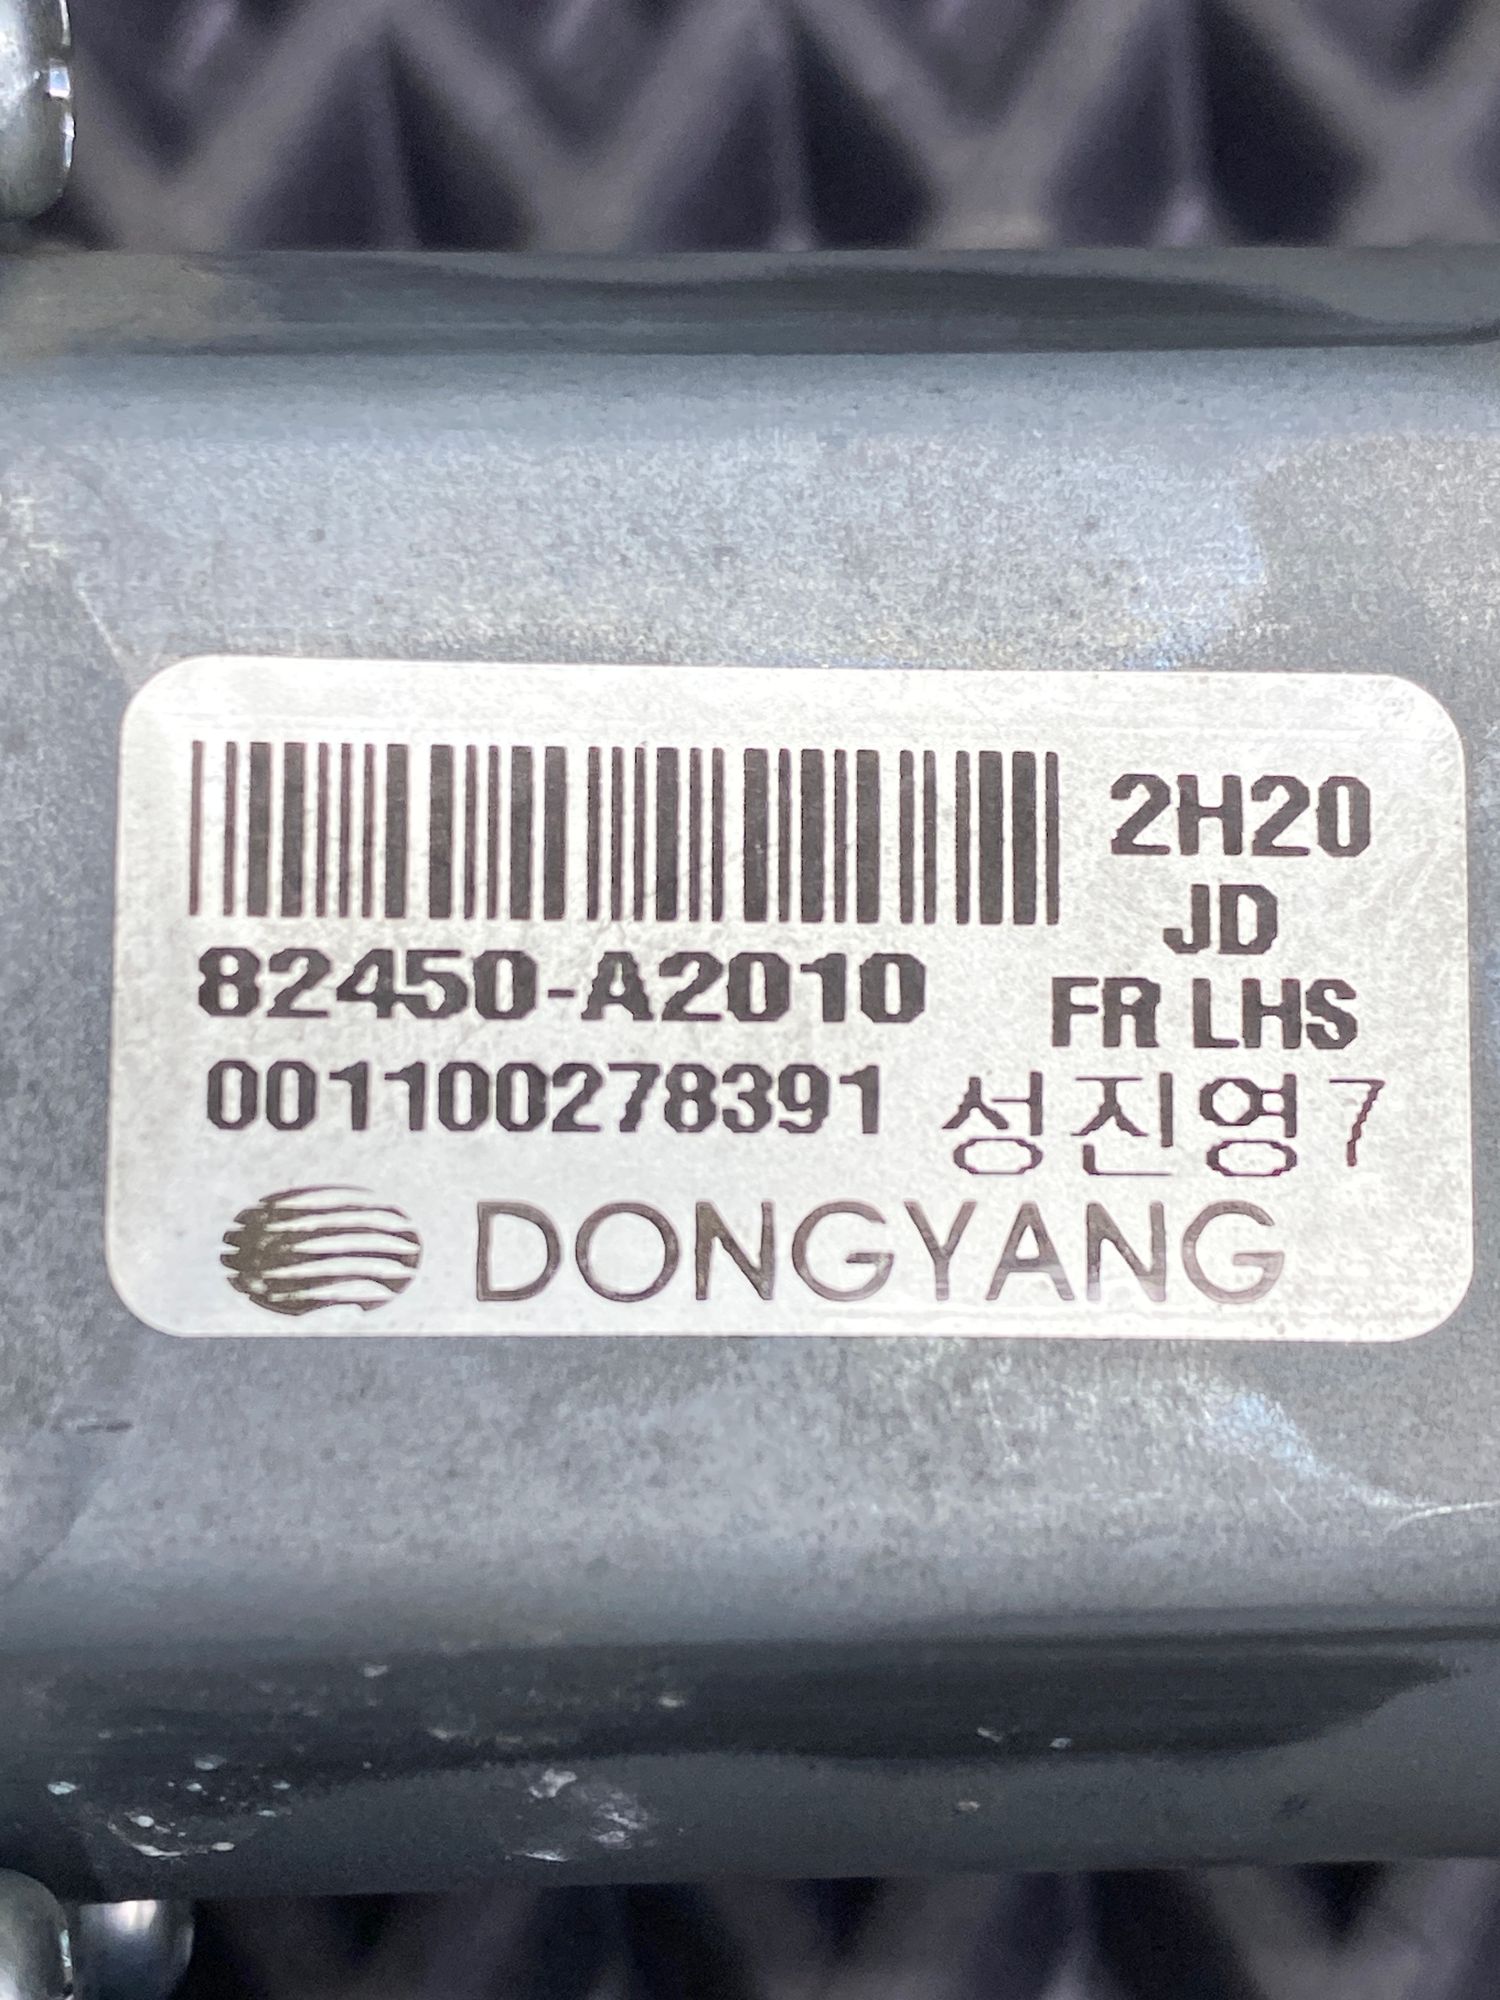 2H20
JD
82450-A2010 FR LHS
001100278391 성진영7
DONGYANG